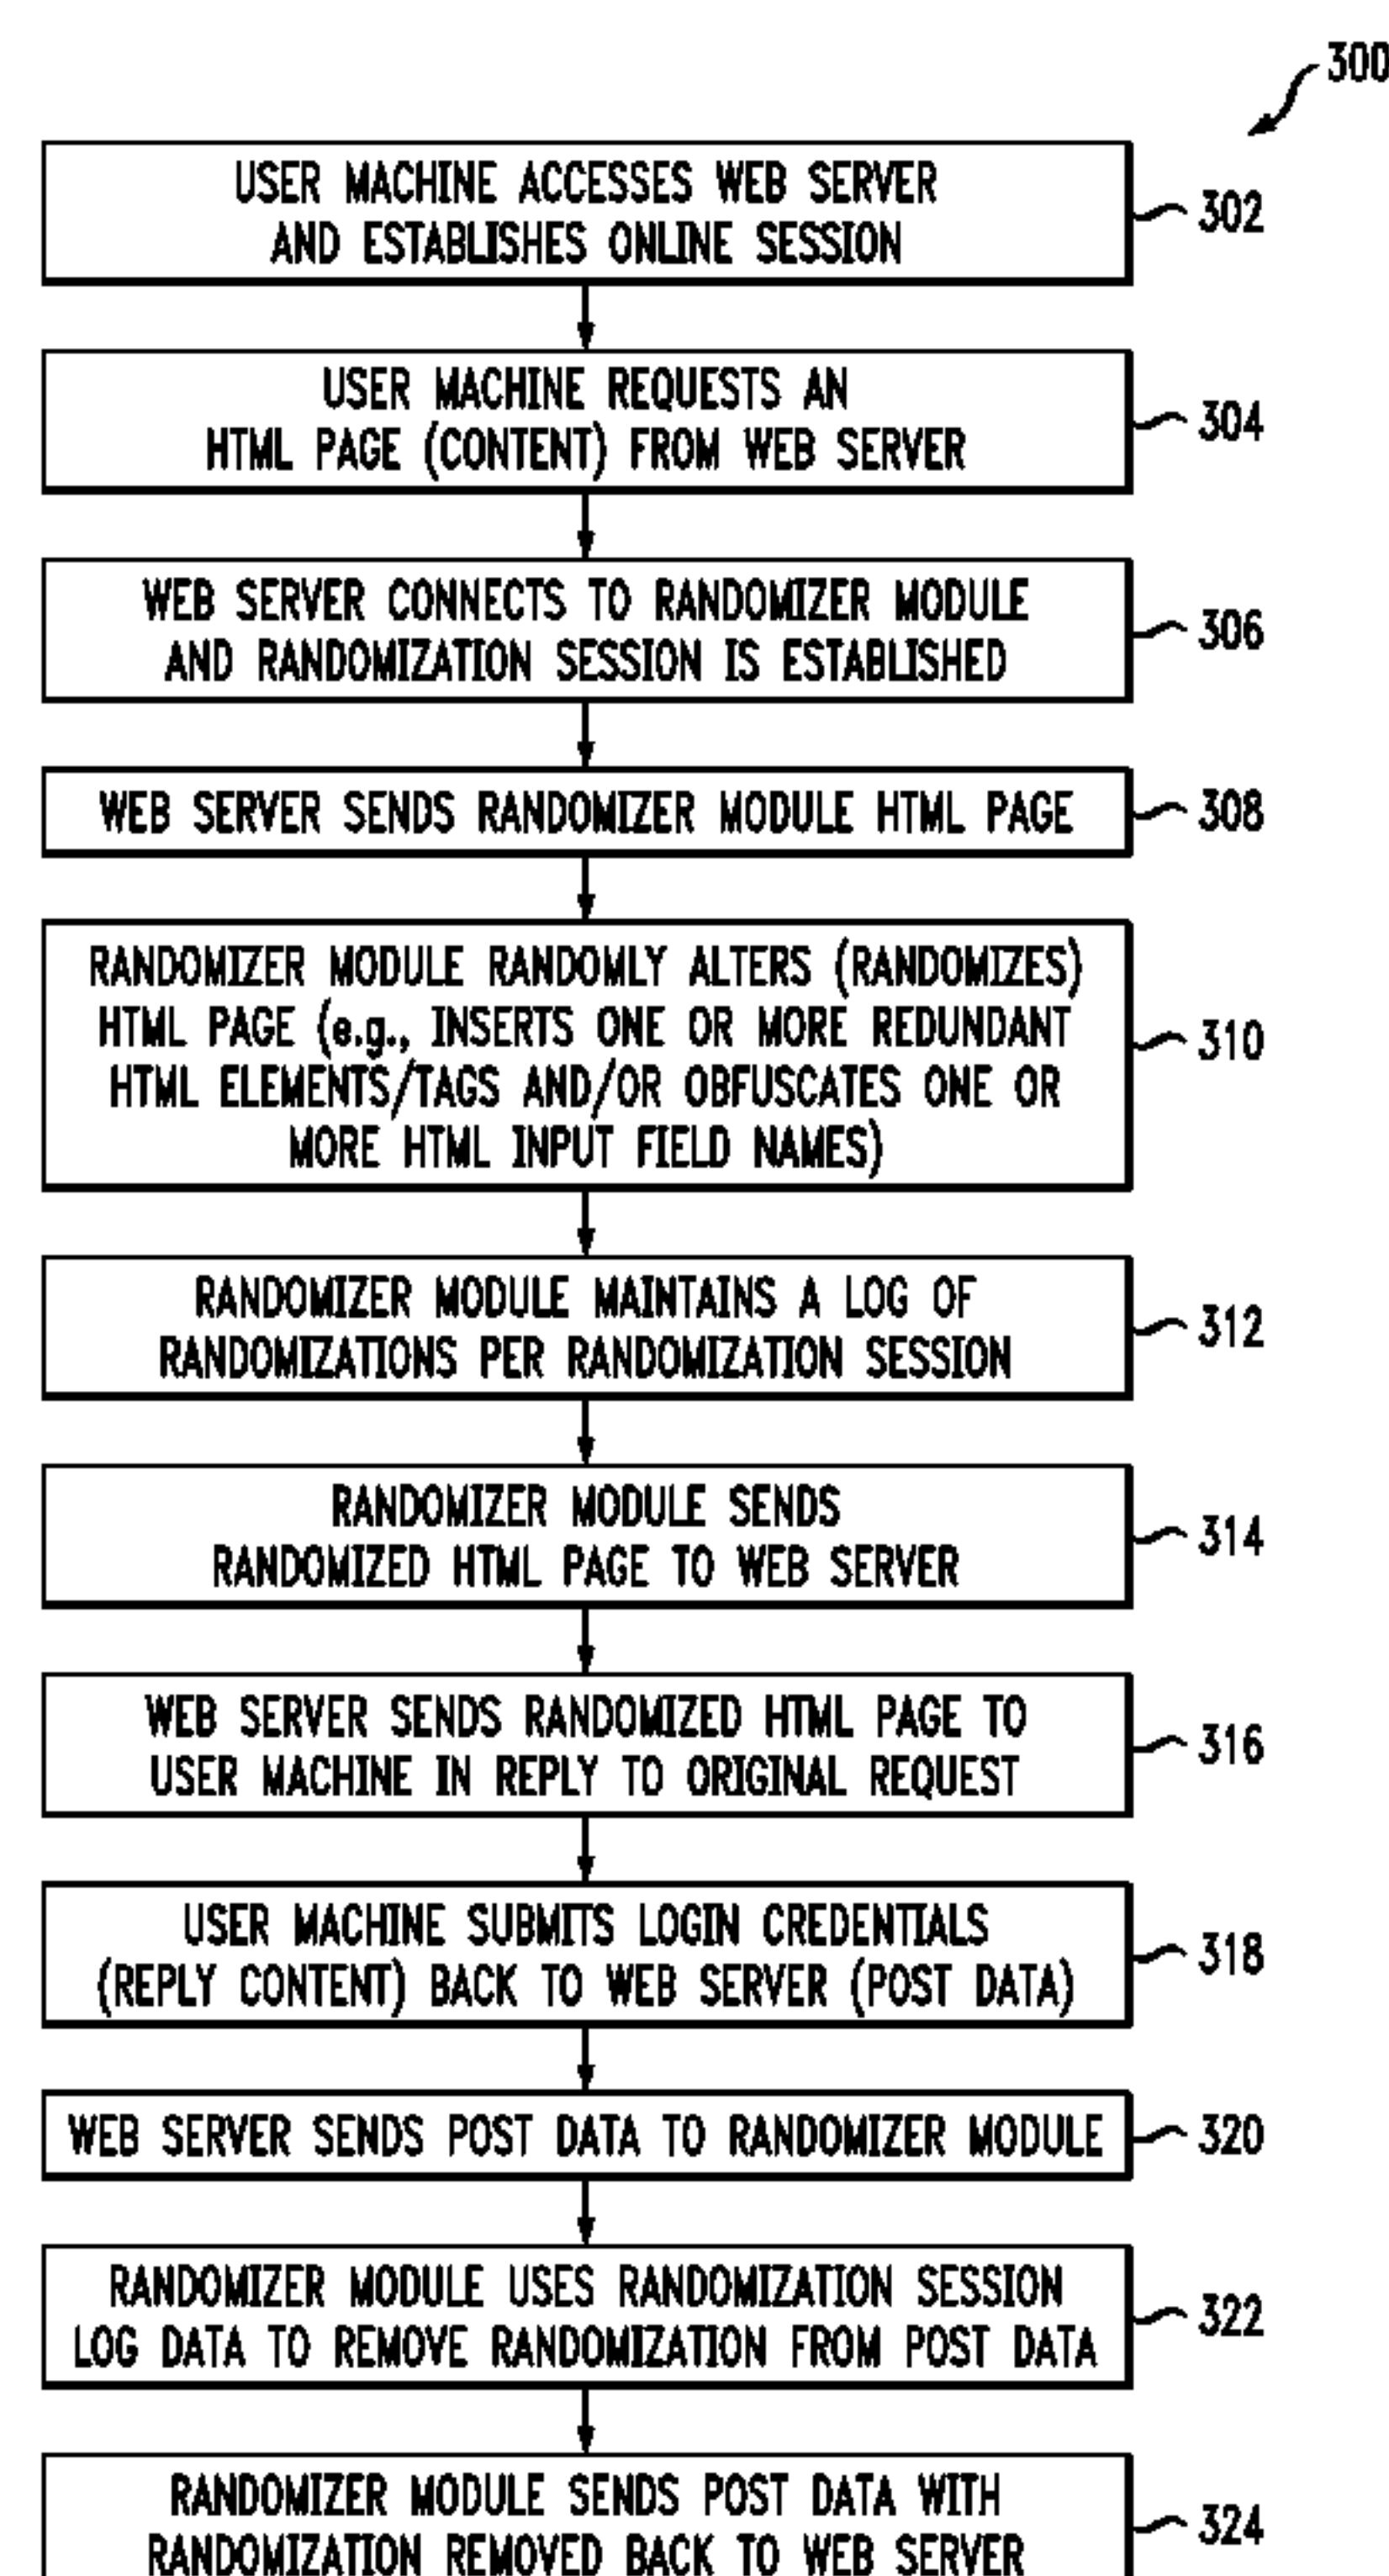 300
USER MACHINE ACCESSES WEB SERVER
AND ESTABLISHES ONLINE SESSION
302
USER MACHINE REQUESTS AN
HTML PAGE (CONTENT) FROM WEB SERVER
304
WEB SERVER CONNECTS TO RANDOMIZER MODULE
AND RANDOMIZATION SESSION IS ESTABLISHED
306
WEB SERVER SENDS RANDOMIZER MODULE HTML PAGE
308
RANDOMIZER MODULE RANDOMLY ALTERS (RANDOMIZES)
HTML PAGE (e.g., INSERTS ONE OR MORE REDUNDANT
HTML ELEMENTS/TAGS AND/OR OBFUSCATES ONE OR
MORE HTML INPUT FIELD NAMES)
310
RANDOMIZER MODULE MAINTAINS A LOG OF
RANDOMIZATIONS PER RANDOMIZATION SESSION
312
RANDOMIZER MODULE SENDS
RANDOMIZED HTML PAGE TO WEB SERVER
314
WEB SERVER SENDS RANDOMIZED HTML PAGE TO
USER MACHINE IN REPLY TO ORIGINAL REQUEST
316
USER MACHINE SUBMITS LOGIN CREDENTIALS
(REPLY CONTENT) BACK TO WEB SERVER (POST DATA)
318
WEB SERVER SENDS POST DATA TO RANDOMIZER MODULE
320
RANDOMIZER MODULE USES RANDOMIZATION SESSION
LOG DATA TO REMOVE RANDOMIZATION FROM POST DATA
322
RANDOMIZER MODULE SENDS POST DATA WITH
RANDOMIZATION REMOVED BACK TO WEB SERVER
324